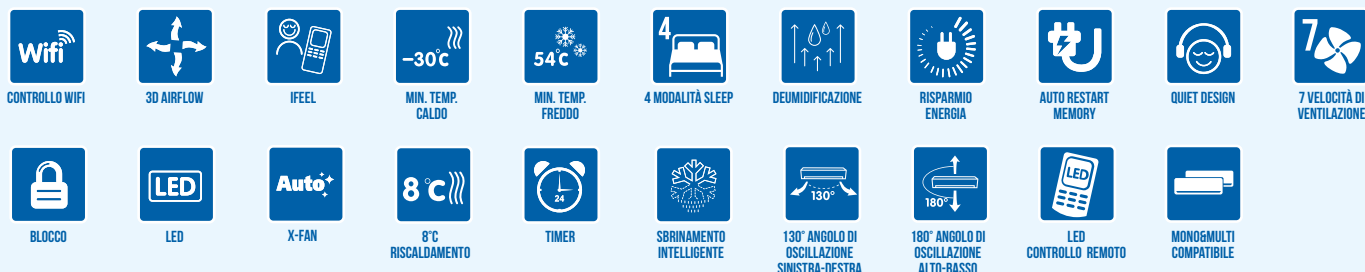 Wifi
CONTROLLO WIFI
3D AIRFLOW
IFEEL
−30°C
MIN. TEMP.
CALDO
54°C
MIN. TEMP.
FREDDO
4
4 MODALITÀ SLEEP
DEUMIDIFICAZIONE
RISPARMIO
ENERGIA
AUTO RESTART
MEMORY
QUIET DESIGN
7
7 VELOCITÀ DI
VENTILAZIONE
BLOCCO
LED
LED
Auto
X-FAN
8°C
8°C
RISCALDAMENTO
24
TIMER
SBRINAMENTO
INTELLIGENTE
130°
130° ANGOLO DI
OSCILLAZIONE
SINISTRA-DESTRA
180°
180° ANGOLO DI
OSCILLAZIONE
ALTO-BASSO
LED
LED
CONTROLLO REMOTO
MONO&MULTI
COMPATIBILE